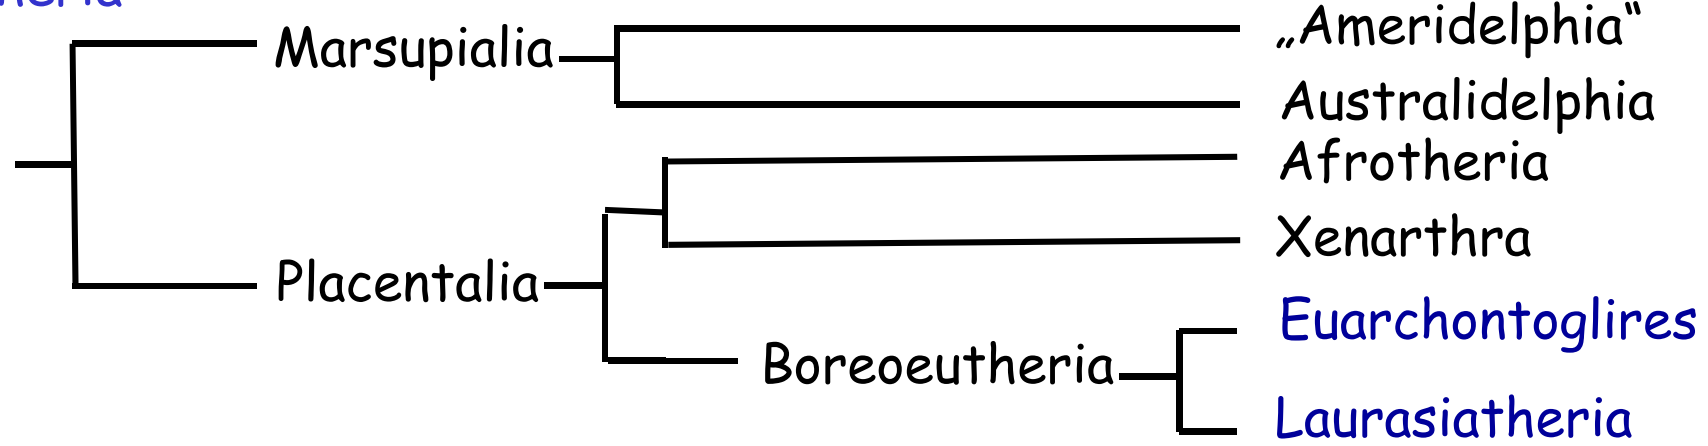 Marsupialia
„Ameridelphia“
Australidelphia
Afrotheria
Xenarthra
Placentalia
Euarchontoglires
Boreoeutheria
Laurasiatheria